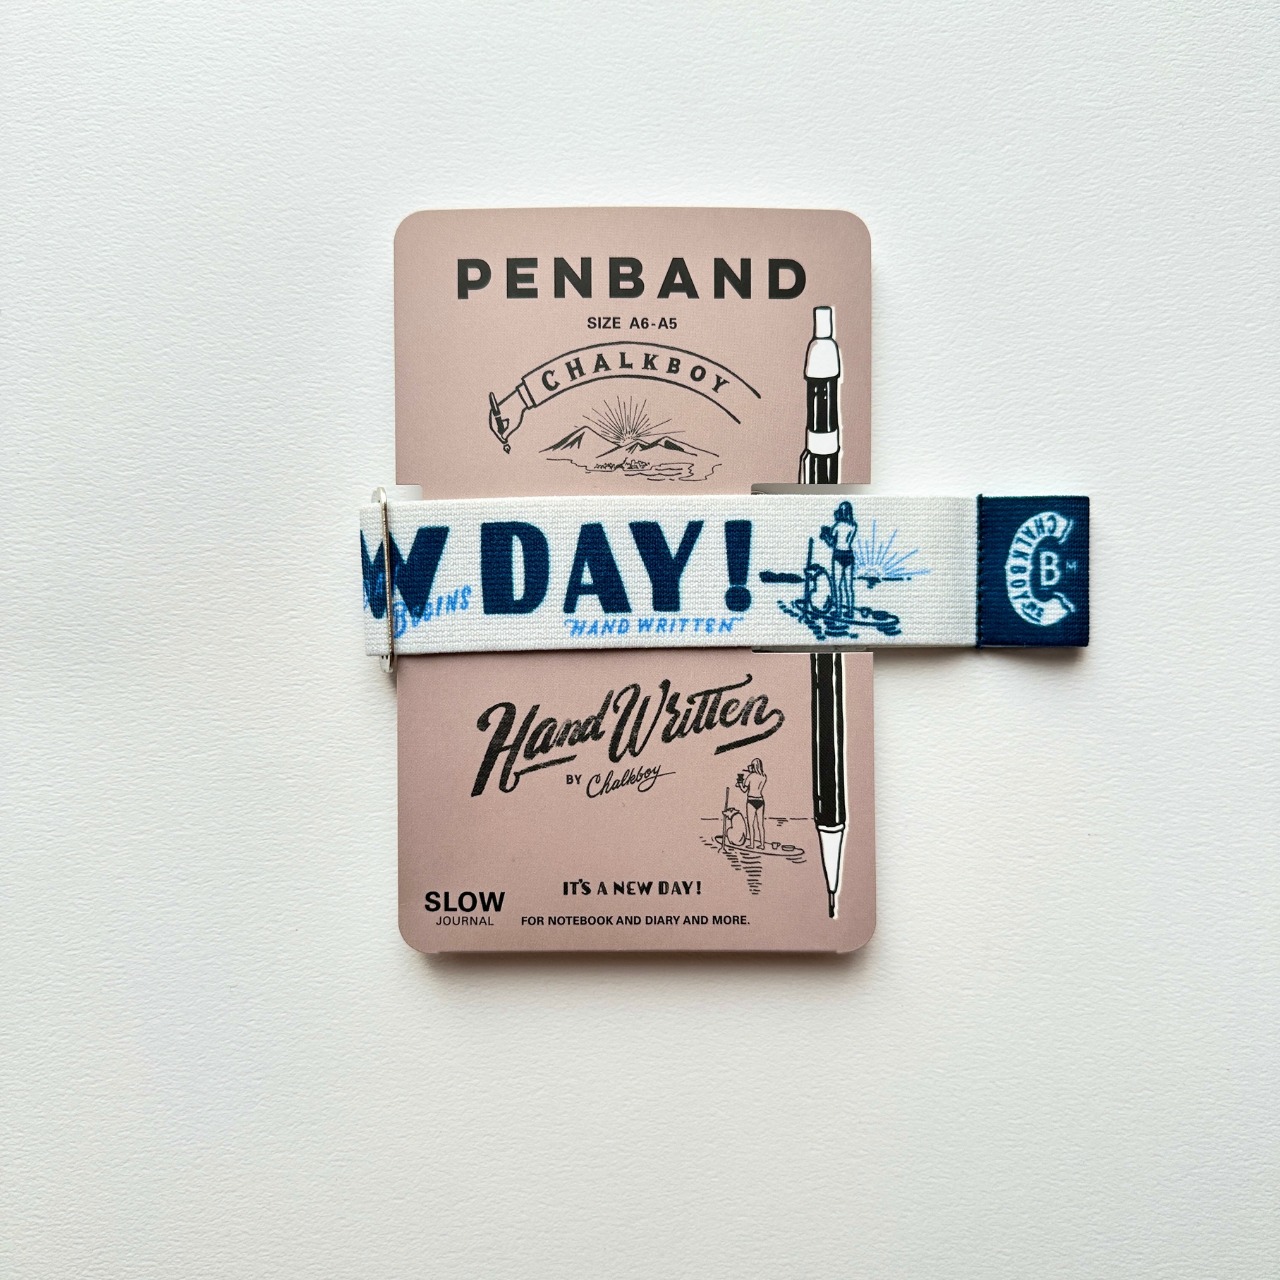 PENBAND
SIZE A6-A5
CHALKBOY
W DAY!
BEGINS
"HAND WRITTEN"
CHALKBOY
B
Hand Written
BY Chalkboy
IT'S A NEW DAY!
SLOW
JOURNAL
FOR NOTEBOOK AND DIARY AND MORE.